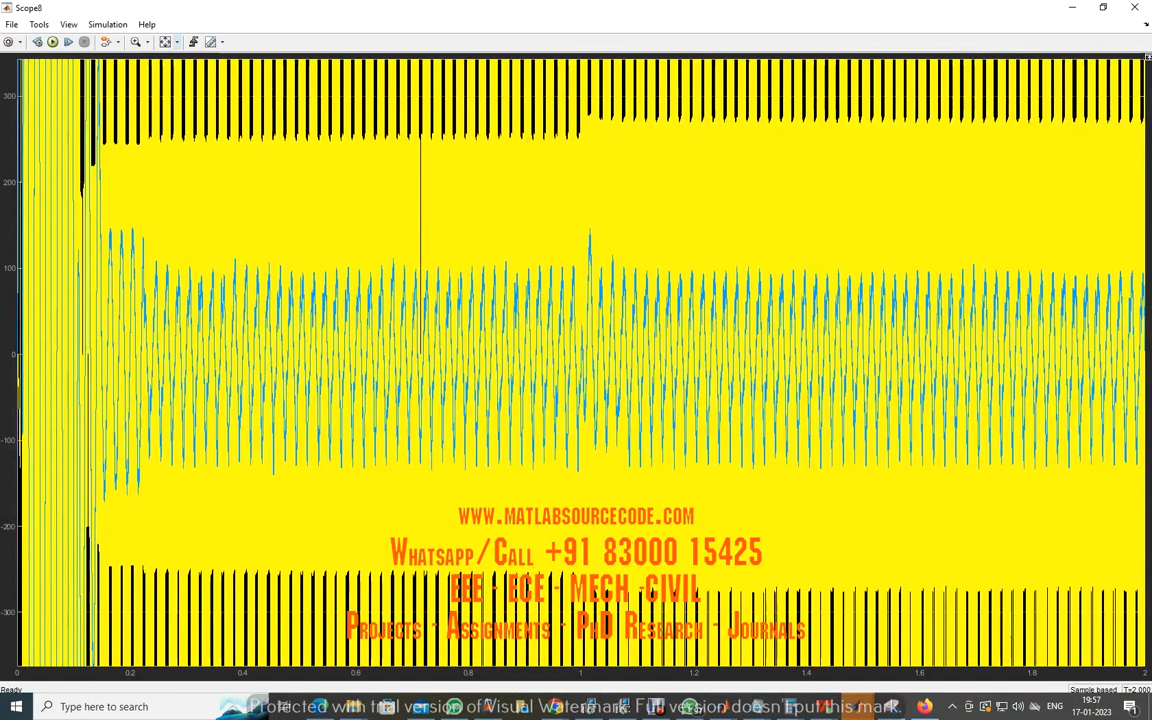 Scope8
File Tools View Simulation Help
300
200
100
0
-100
-200
-300
0 0.2 0.4 0.6 0.8 1 1.2 1.4 1.6 1.8 2
www.matlabsourcecode.com
Whatsapp/Call +91 83000 15425
EEE - ECE - MECH -CIVIL
Projects - Assignments - PhD Research - Journals
Ready
Sample based T=2.000
Type here to search
Protected with trial version of Visual Watermark. Full version doesn't put this mark.
ENG
19:57
17-01-2023